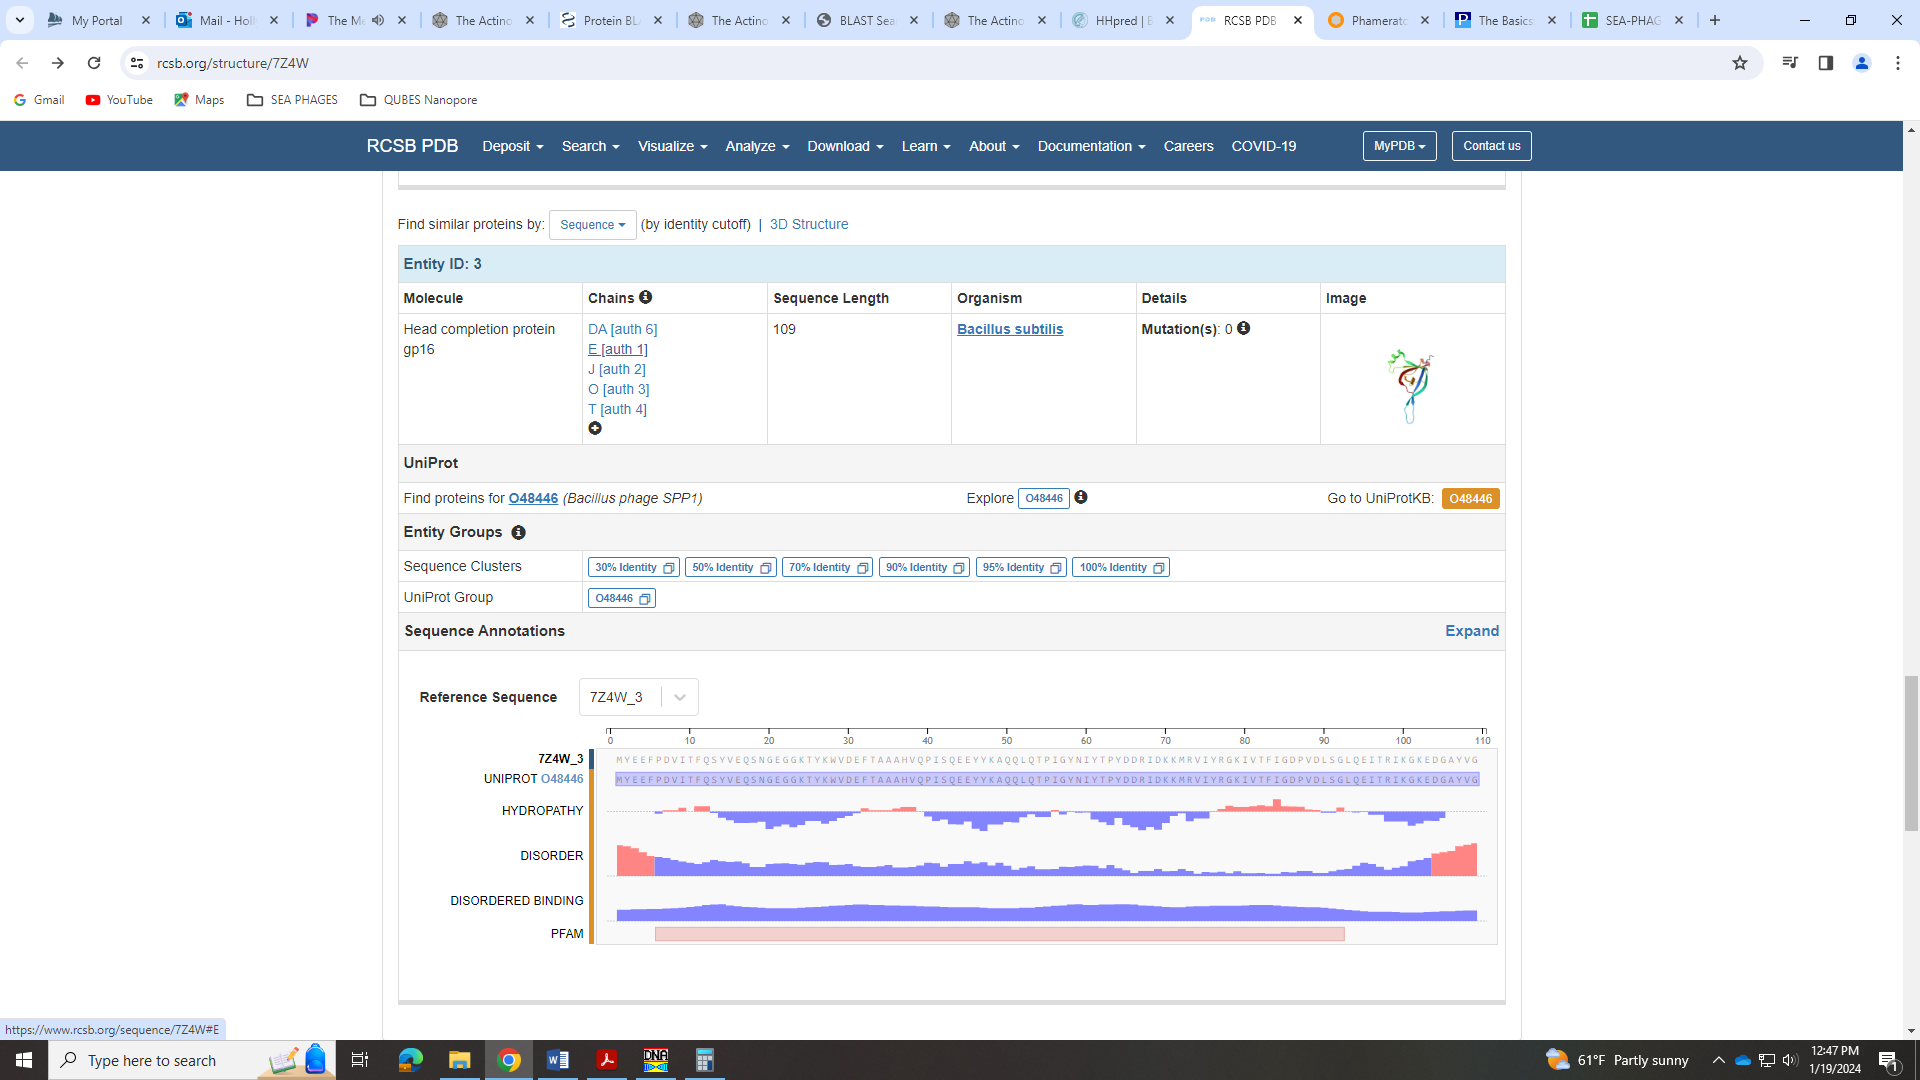 My Portal
Mail - Holl
The Me
The Actino
Protein BLA
The Actino
BLAST Sea
The Actino
HHpred | B
RCSB PDB
Phamerato
The Basics
SEA-PHAG
rcsb.org/structure/7Z4W
Gmail YouTube Maps SEA PHAGES QUBES Nanopore
RCSB PDB Deposit Search Visualize Analyze Download Learn About Documentation Careers COVID-19 MyPDB Contact us
Find similar proteins by: Sequence (by identity cutoff) | 3D Structure
Entity ID: 3
Molecule Chains Sequence Length Organism Details Image
Head completion protein gp16
DA [auth 6]
E [auth 1]
J [auth 2]
O [auth 3]
T [auth 4]
109
Bacillus subtilis
Mutation(s): 0
UniProt
Find proteins for O48446 (Bacillus phage SPP1) Explore O48446 Go to UniProtKB: O48446
Entity Groups
Sequence Clusters 30% Identity 50% Identity 70% Identity 90% Identity 95% Identity 100% Identity
UniProt Group O48446
Sequence Annotations Expand
Reference Sequence 7Z4W_3
0 10 20 30 40 50 60 70 80 90 100 110
7Z4W_3 MYEEFPDVITFQSYVEQSNGEGGKTYKWVDEFTAAAHVQPISQEEYYKAQQLQTPIGYNIYTPYDDRIDKKMRVIYRGKIVTFIGDPVDLSGLQEITRIKGKEDGAYVG
UNIPROT O48446 MYEEFPDVITFQSYVEQSNGEGGKTYKWVDEFTAAAHVQPISQEEYYKAQQLQTPIGYNIYTPYDDRIDKKMRVIYRGKIVTFIGDPVDLSGLQEITRIKGKEDGAYVG
HYDROPATHY
DISORDER
DISORDERED BINDING
PFAM
https://www.rcsb.org/sequence/7Z4W#E
Type here to search
DNA
61°F Partly sunny
12:47 PM
1/19/2024
1